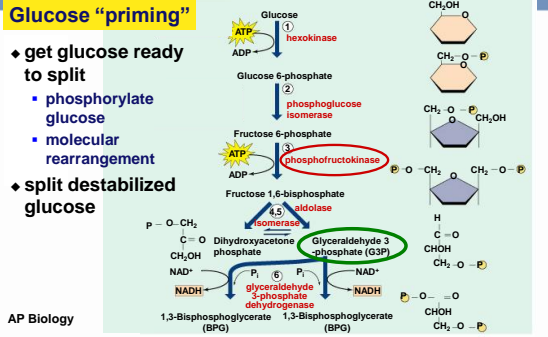 Glucose “priming”
◆ get glucose ready
to split
▪ phosphorylate
glucose
▪ molecular
rearrangement
◆ split destabilized
glucose
AP Biology
Glucose
ATP
1
hexokinase
ADP
Glucose 6-phosphate
2
phosphoglucose
isomerase
Fructose 6-phosphate
3
ATP
phosphofructokinase
ADP
Fructose 1,6-bisphosphate
aldolase
4,5
isomerase
Dihydroxyacetone
phosphate
Glyceraldehyde 3
-phosphate (G3P)
P – O– CH₂
C = O
CH₂OH
NAD⁺
NADH
Pᵢ
6
Pᵢ
NAD⁺
NADH
glyceraldehyde
3-phosphate
dehydrogenase
1,3-Bisphosphoglycerate
(BPG)
1,3-Bisphosphoglycerate
(BPG)
CH₂OH
O
CH₂ – O – P
O
CH₂ – O – P
O
CH₂OH
P – O – CH₂
CH₂ – O – P
O
H
C = O
CHOH
CH₂ – O – P
P – O – = O
CHOH
CH₂ – O – P